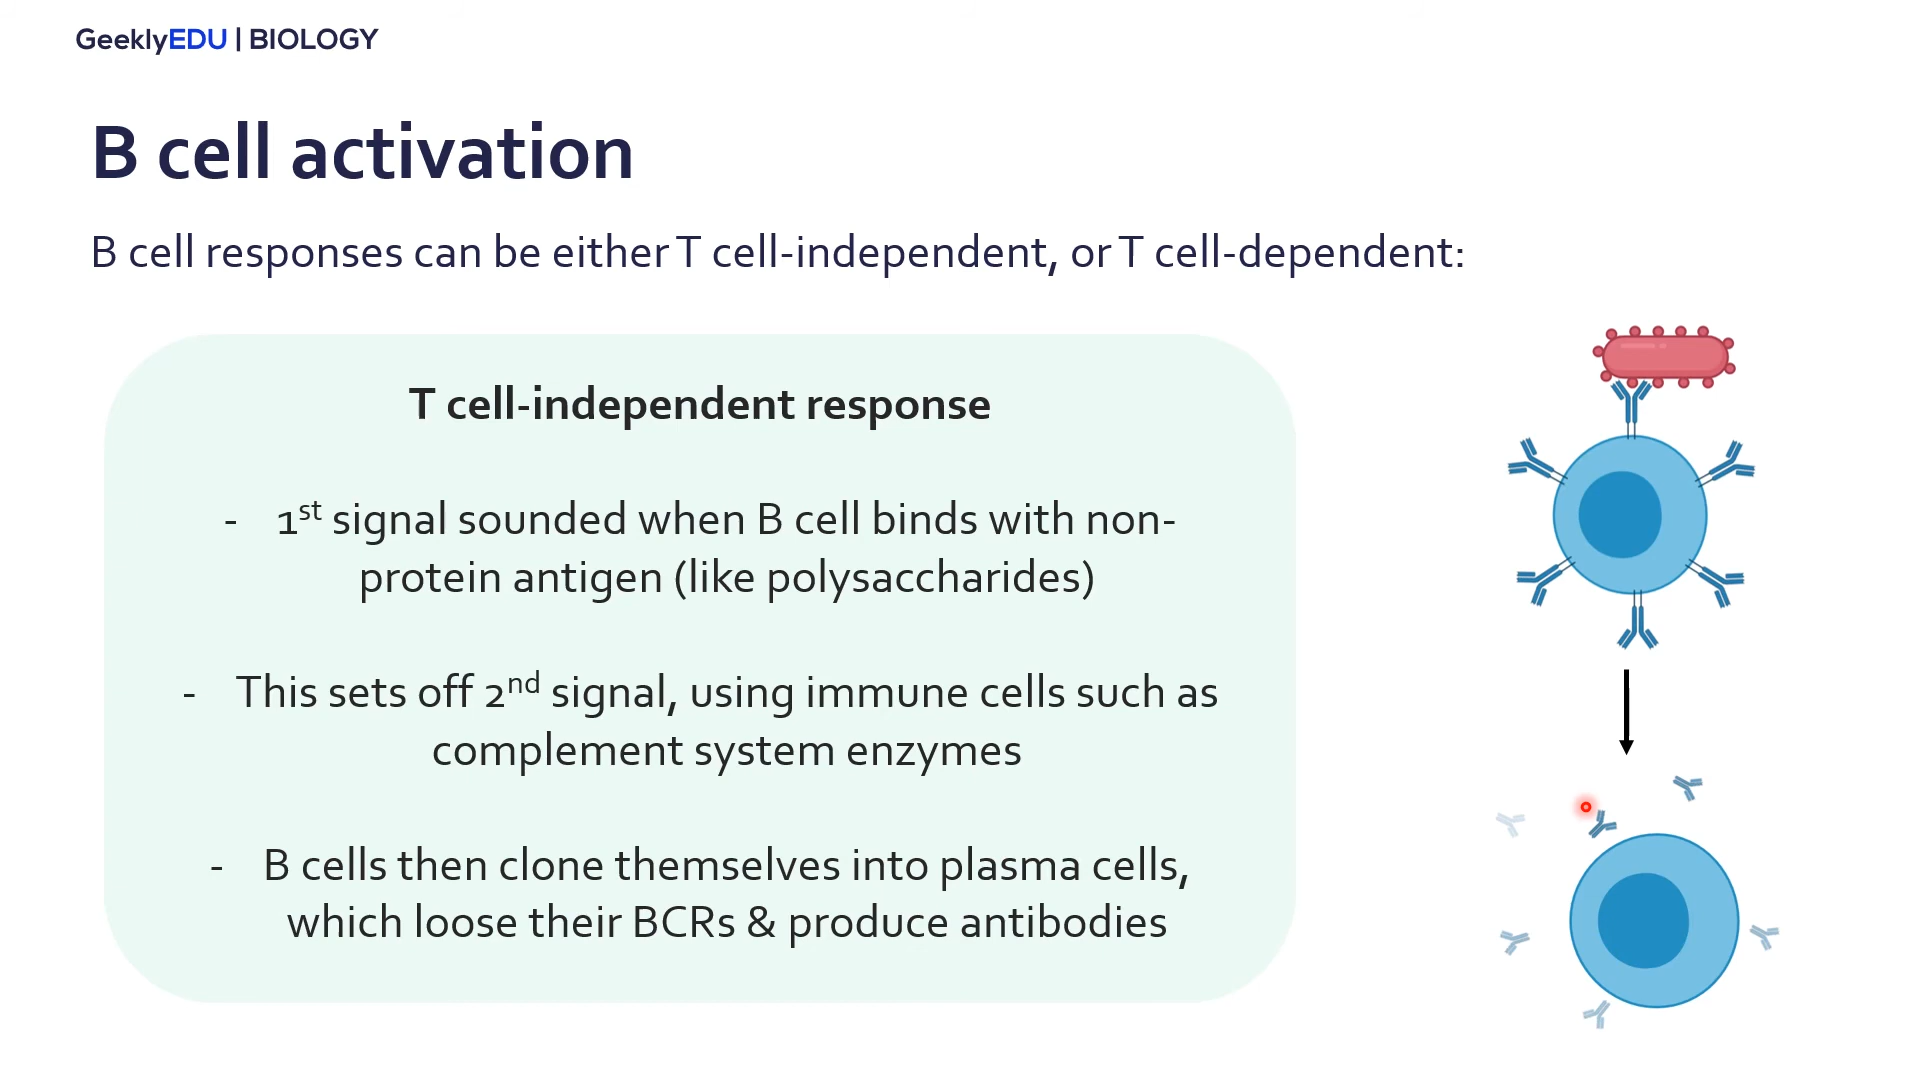 GeeklyEDU | BIOLOGY
B cell activation
B cell responses can be either T cell-independent, or T cell-dependent:
T cell-independent response
- 1st signal sounded when B cell binds with non-
protein antigen (like polysaccharides)
- This sets off 2nd signal, using immune cells such as
complement system enzymes
- B cells then clone themselves into plasma cells,
which loose their BCRs & produce antibodies